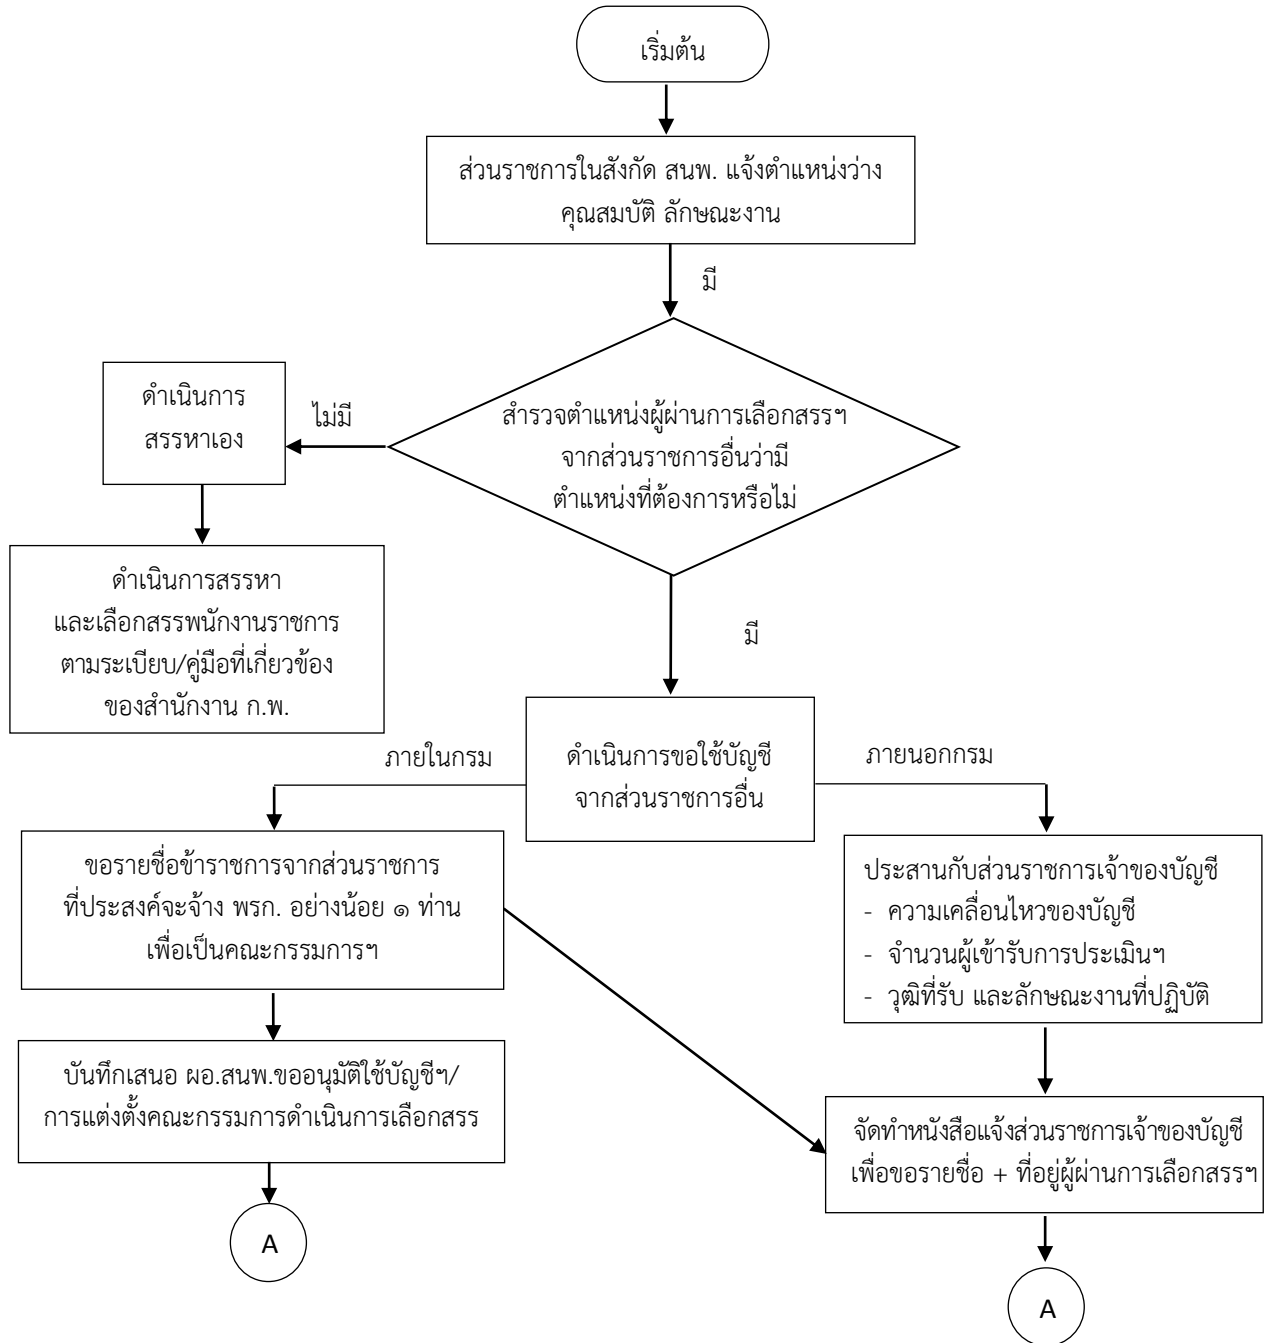 เริ่มต้น
ส่วนราชการในสังกัด สนพ. แจ้งตำแหน่งว่าง
คุณสมบัติ ลักษณะงาน
มี
สำรวจตำแหน่งผู้ผ่านการเลือกสรรฯ
จากส่วนราชการอื่นว่ามี
ตำแหน่งที่ต้องการหรือไม่
ไม่มี
ดำเนินการ
สรรหาเอง
ดำเนินการสรรหา
และเลือกสรรพนักงานราชการ
ตามระเบียบ/คู่มือที่เกี่ยวข้อง
ของสำนักงาน ก.พ.
มี
ดำเนินการขอใช้บัญชี
จากส่วนราชการอื่น
ภายในกรม
ภายนอกกรม
ขอรายชื่อข้าราชการจากส่วนราชการ
ที่ประสงค์จะจ้าง พรก. อย่างน้อย ๑ ท่าน
เพื่อเป็นคณะกรรมการฯ
ประสานกับส่วนราชการเจ้าของบัญชี
- ความเคลื่อนไหวของบัญชี
- จำนวนผู้เข้ารับการประเมินฯ
- วุฒิที่รับ และลักษณะงานที่ปฏิบัติ
บันทึกเสนอ ผอ.สนพ.ขออนุมัติใช้บัญชีฯ/
การแต่งตั้งคณะกรรมการดำเนินการเลือกสรร
จัดทำหนังสือแจ้งส่วนราชการเจ้าของบัญชี
เพื่อขอรายชื่อ + ที่อยู่ผู้ผ่านการเลือกสรรฯ
A
A